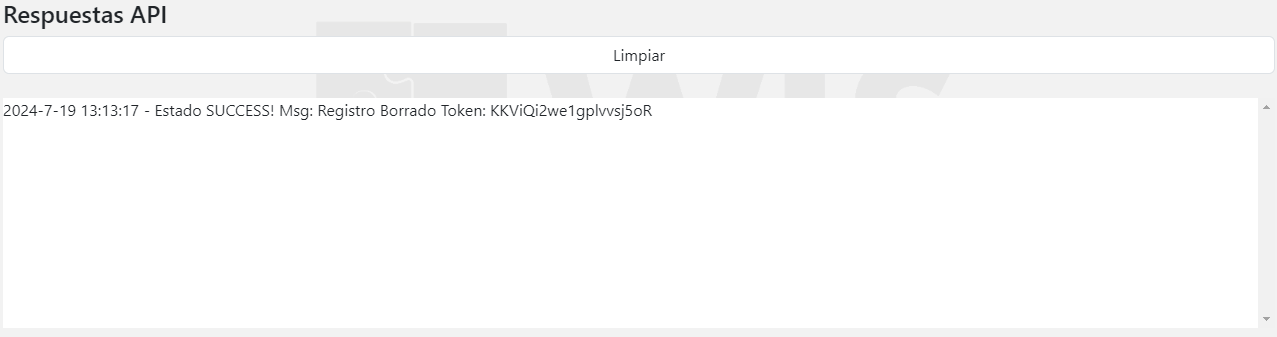 Respuestas API
Limpiar
2024-7-19 13:13:17 - Estado SUCCESS! Msg: Registro Borrado Token: KKViQi2we1gplvvsj5oR